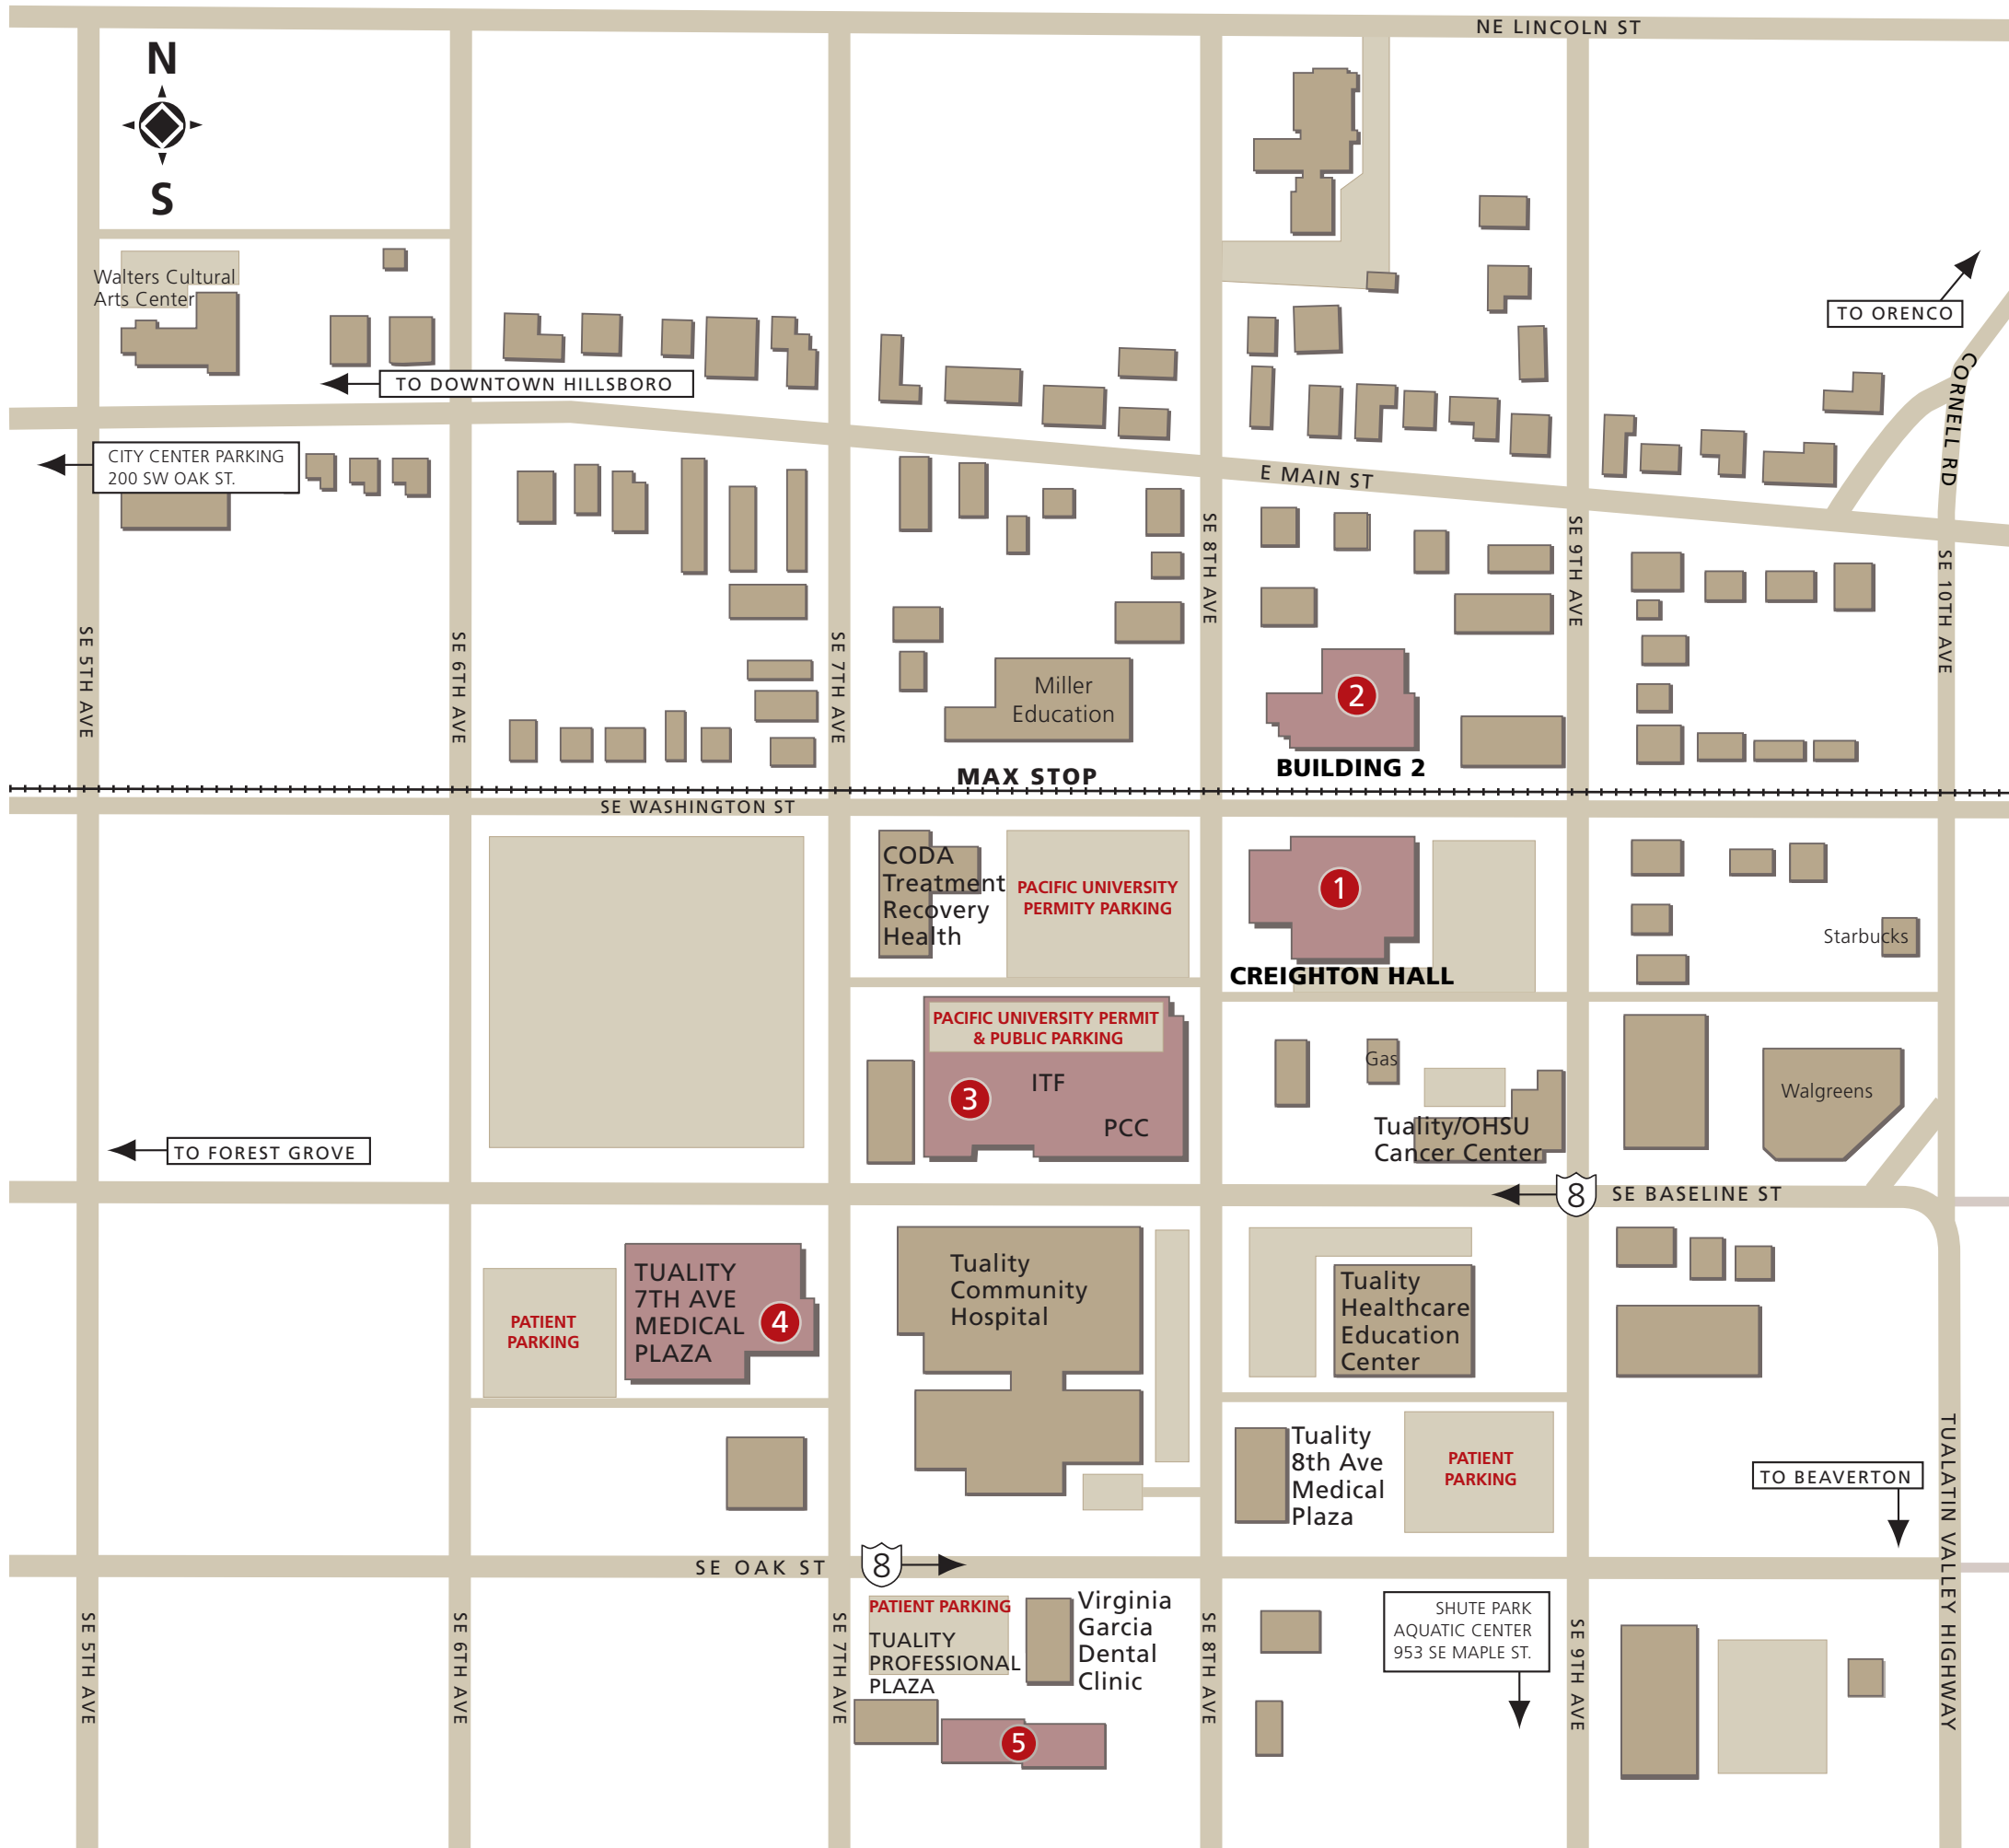 NE LINCOLN ST
N
S
Walters Cultural
Arts Center
TO ORENCO
TO DOWNTOWN HILLSBORO
CORNELL RD
CITY CENTER PARKING
200 SW OAK ST.
E MAIN ST
SE 5TH AVE
SE 6TH AVE
SE 7TH AVE
SE 8TH AVE
SE 9TH AVE
SE 10TH AVE
Miller
Education
2
MAX STOP
BUILDING 2
SE WASHINGTON ST
CODA
Treatment
Recovery
Health
PACIFIC UNIVERSITY
PERMITY PARKING
1
CREIGHTON HALL
Starbucks
PACIFIC UNIVERSITY PERMIT
& PUBLIC PARKING
ITF
3
PCC
Gas
Tuality/OHSU
Cancer Center
Walgreens
TO FOREST GROVE
8
SE BASELINE ST
PATIENT
PARKING
TUALITY
7TH AVE
MEDICAL
PLAZA
4
Tuality
Community
Hospital
Tuality
Healthcare
Education
Center
Tuality
8th Ave
Medical
Plaza
PATIENT
PARKING
TO BEAVERTON
TUALATIN VALLEY HIGHWAY
SE OAK ST
8
PATIENT PARKING
TUALITY
PROFESSIONAL
PLAZA
Virginia
Garcia
Dental
Clinic
5
SHUTE PARK
AQUATIC CENTER
953 SE MAPLE ST.
SE 5TH AVE
SE 6TH AVE
SE 7TH AVE
SE 8TH AVE
SE 9TH AVE